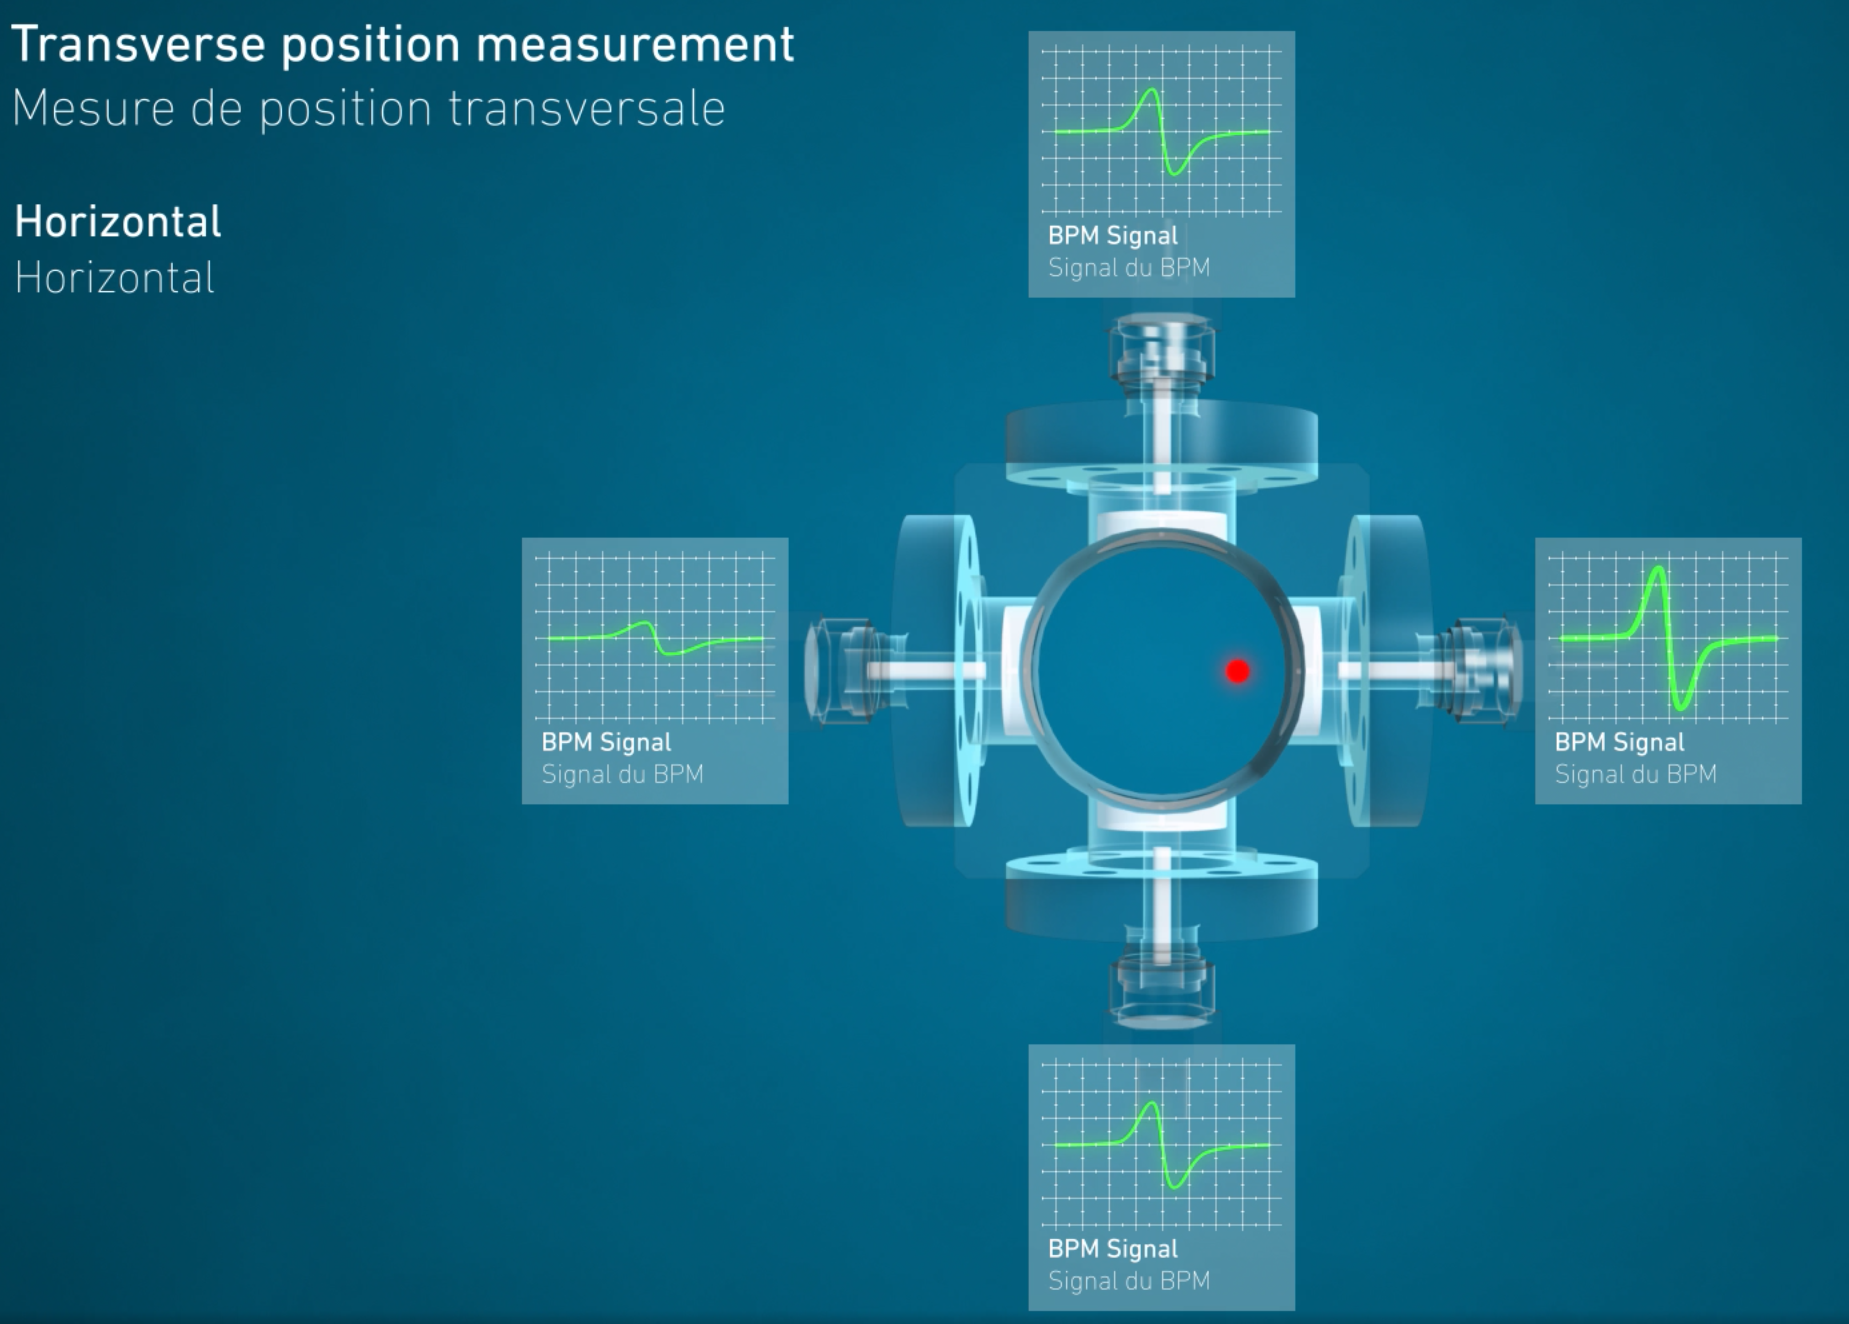 Transverse position measurement
Mesure de position transversale
Horizontal
Horizontal
BPM Signal
Signal du BPM
BPM Signal
Signal du BPM
BPM Signal
Signal du BPM
BPM Signal
Signal du BPM